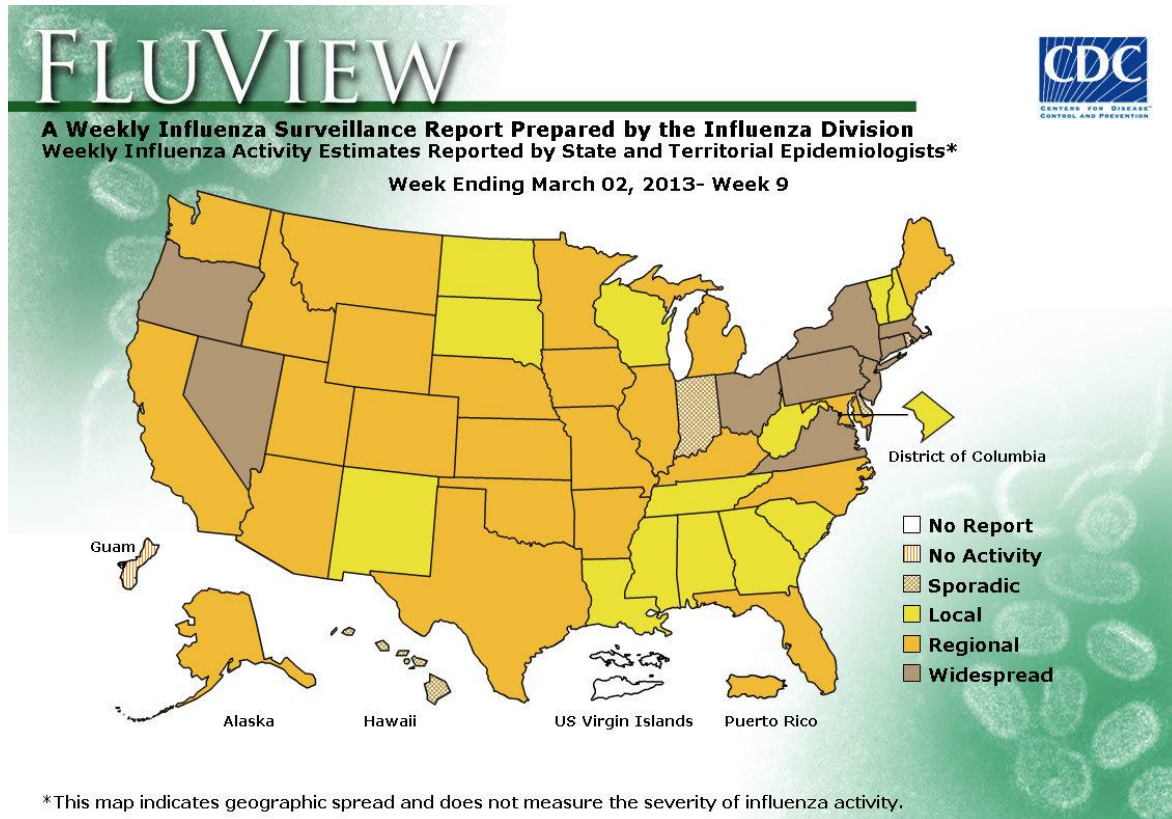 FLUVIEW
CDC
CENTERS FOR DISEASE
CONTROL AND PREVENTION
A Weekly Influenza Surveillance Report Prepared by the Influenza Division
Weekly Influenza Activity Estimates Reported by State and Territorial Epidemiologists*
Week Ending March 02, 2013- Week 9
District of Columbia
No Report
Guam
No Activity
Sporadic
Local
Regional
Widespread
Alaska
Hawaii
US Virgin Islands
Puerto Rico
*This map indicates geographic spread and does not measure the severity of influenza activity.